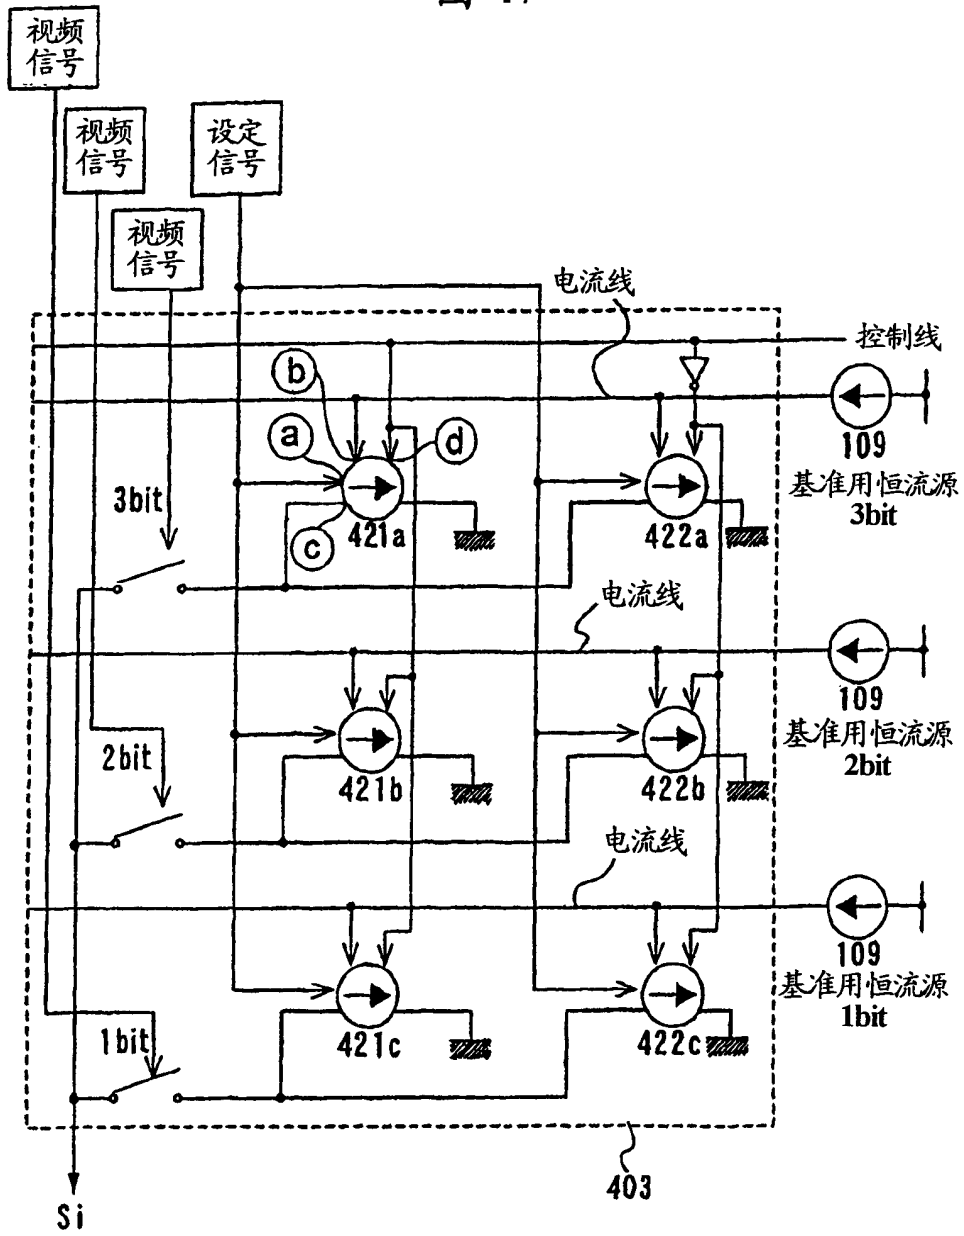 视频
信号
视频
信号
设定
信号
视频
信号
电流线
控制线
b
a
d
c
3bit
421a
422a
109
基准用恒流源
3bit
电流线
2bit
421b
422b
109
基准用恒流源
2bit
电流线
1bit
421c
422c
109
基准用恒流源
1bit
403
Si